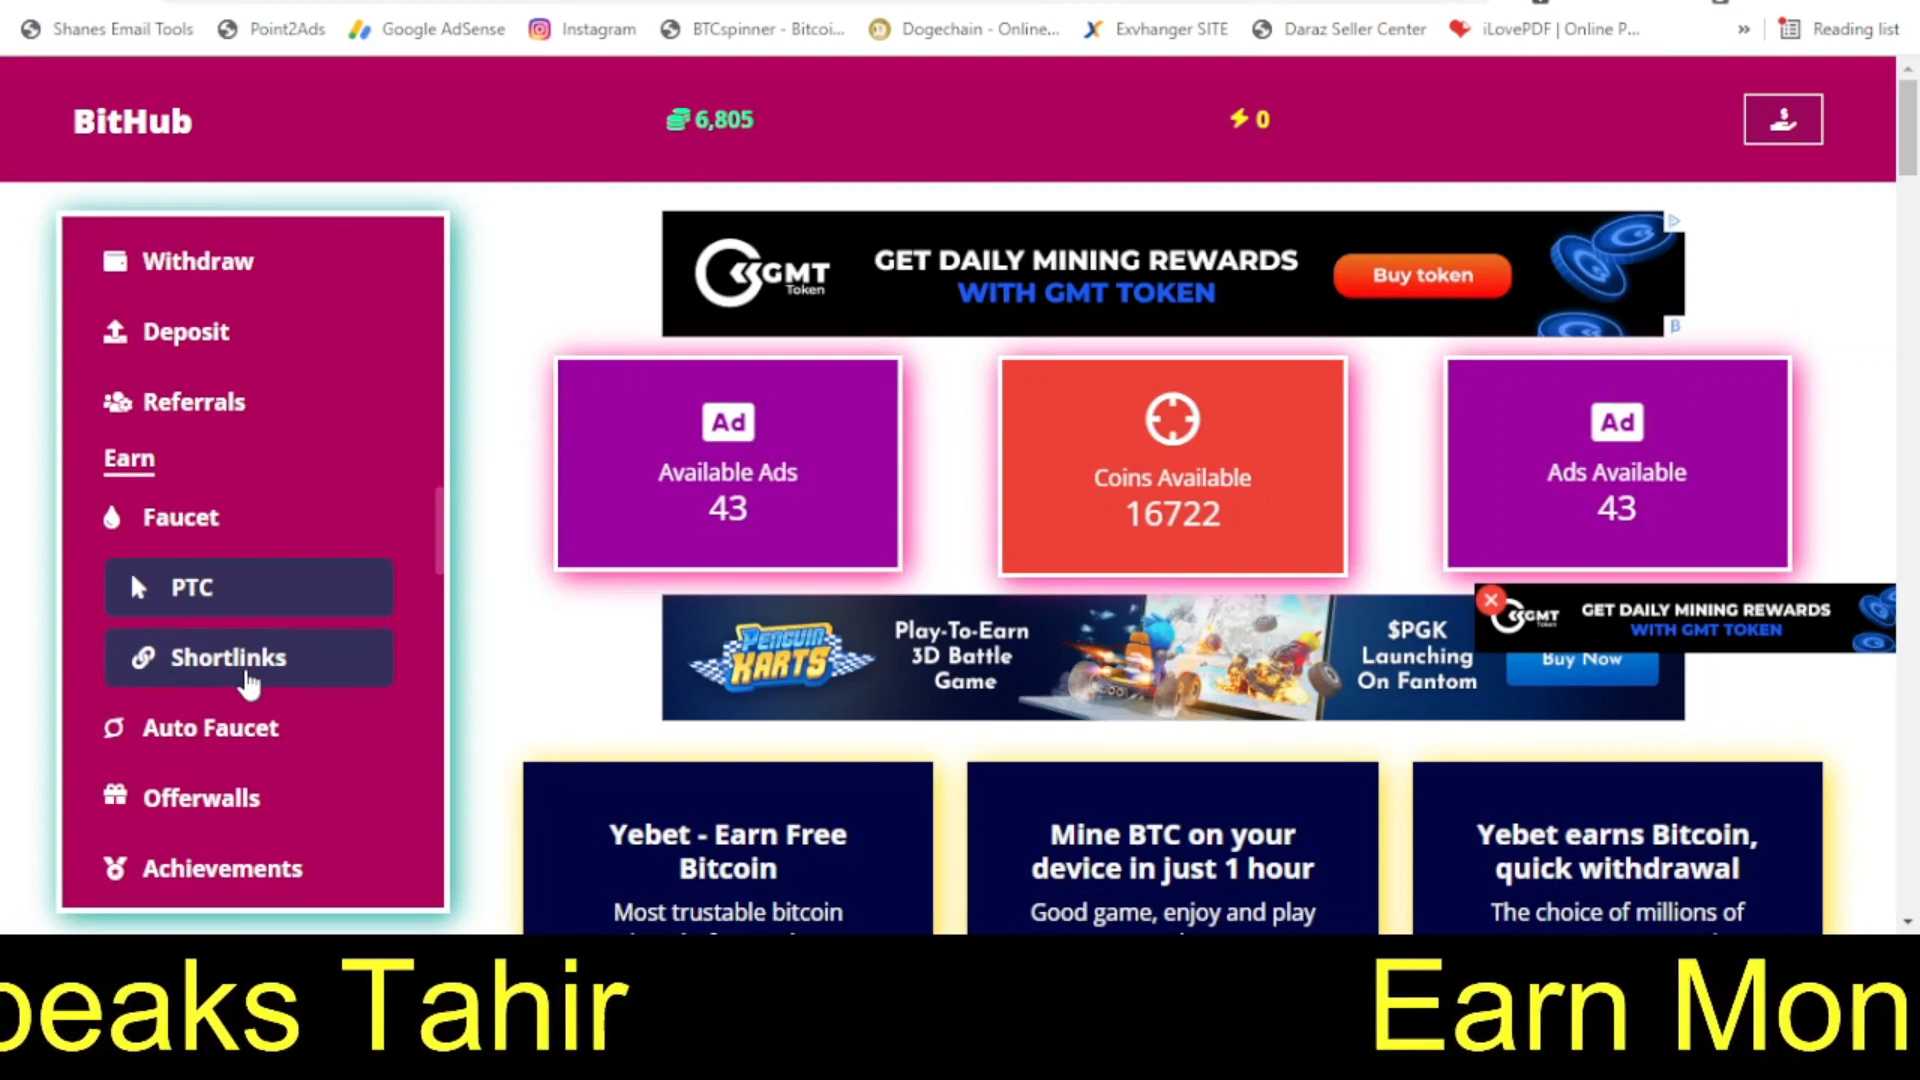 Shanes Email Tools
Point2Ads
Google AdSense
Instagram
BTCspinner - Bitcoi...
Dogechain - Online...
Exvhanger SITE
Daraz Seller Center
iLovePDF | Online P...
»
Reading list
BitHub
6,805
0
Withdraw
Deposit
Referrals
Earn
Faucet
PTC
Shortlinks
Auto Faucet
Offerwalls
Achievements
GMT
Token
GET DAILY MINING REWARDS
WITH GMT TOKEN
Buy token
Ad
Available Ads
43
Coins Available
16722
Ad
Ads Available
43
PENGUIN
KARTS
Play-To-Earn
3D Battle
Game
$PGK
Launching
On Fantom
Buy Now
GMT
Token
GET DAILY MINING REWARDS
WITH GMT TOKEN
Yebet - Earn Free
Bitcoin
Most trustable bitcoin
Mine BTC on your
device in just 1 hour
Good game, enjoy and play
Yebet earns Bitcoin,
quick withdrawal
The choice of millions of
peaks Tahir
Earn Mon